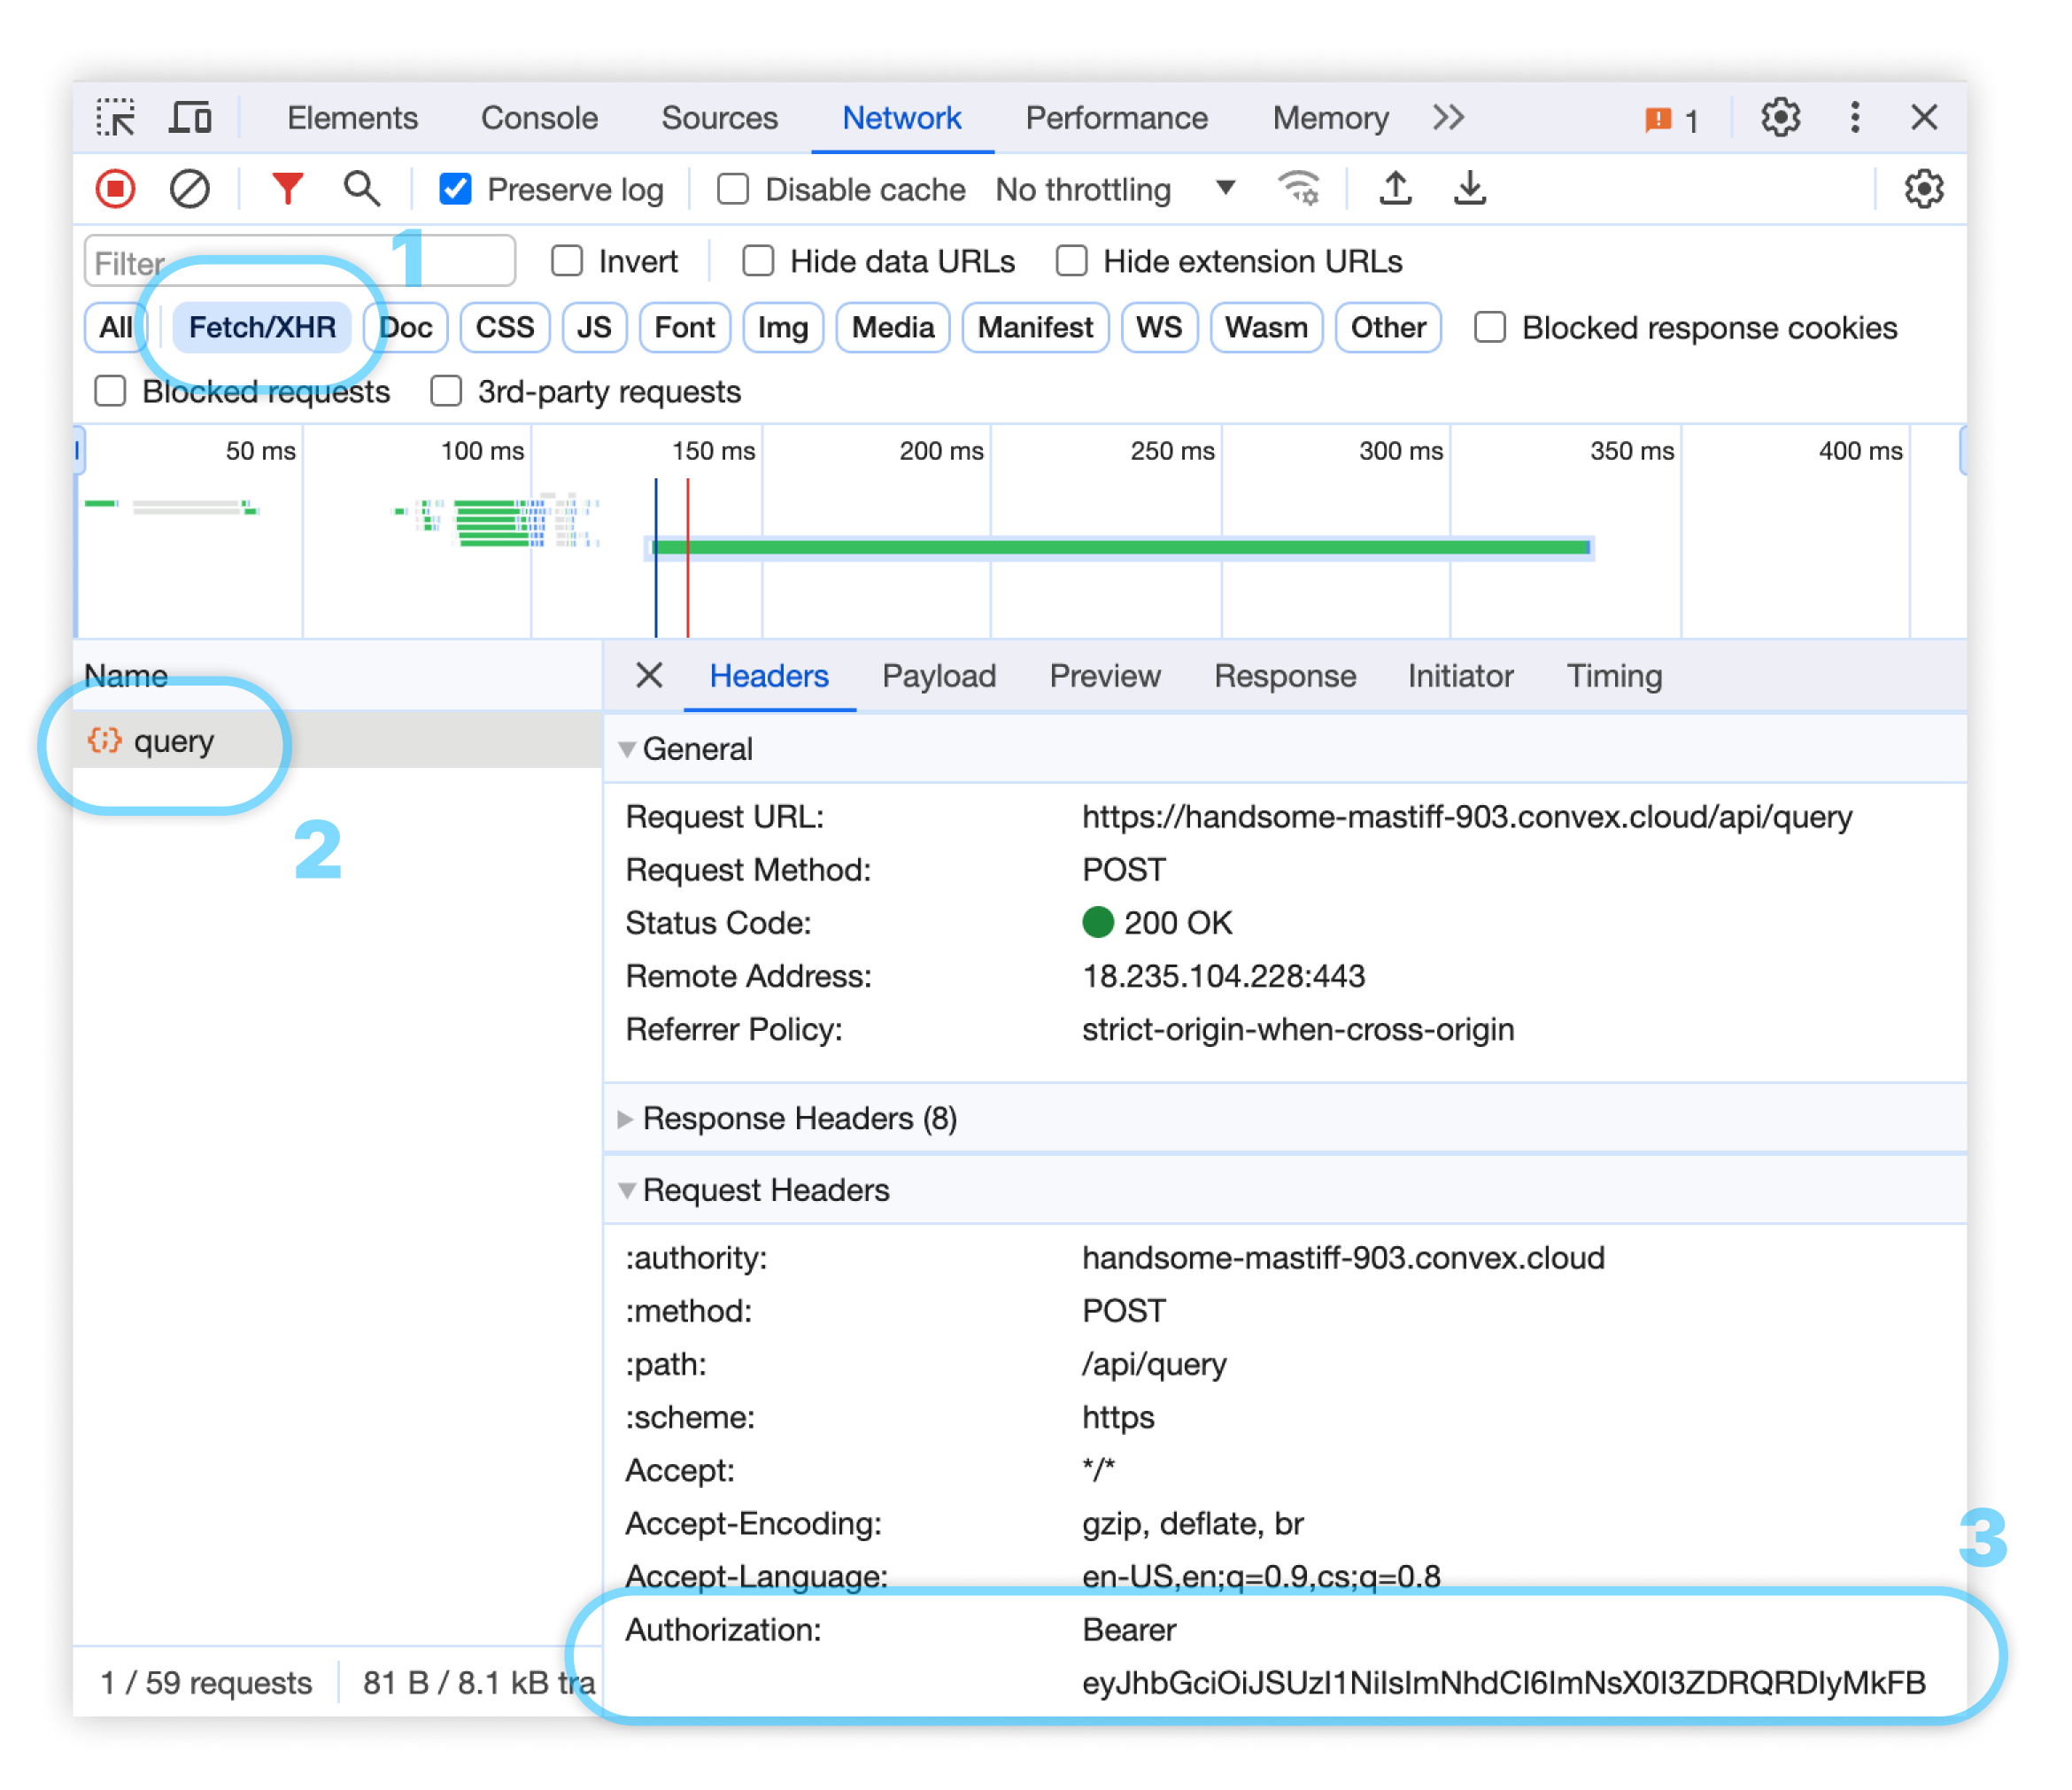 Elements Console Sources Network Performance Memory 1
Preserve log Disable cache No throttling
Filter Invert Hide data URLs Hide extension URLs
1
All Fetch/XHR Doc CSS JS Font Img Media Manifest WS Wasm Other Blocked response cookies
Blocked requests 3rd-party requests
50 ms 100 ms 150 ms 200 ms 250 ms 300 ms 350 ms 400 ms
Name
query
2
Headers Payload Preview Response Initiator Timing
General
Request URL: https://handsome-mastiff-903.convex.cloud/api/query
Request Method: POST
Status Code: 200 OK
Remote Address: 18.235.104.228:443
Referrer Policy: strict-origin-when-cross-origin
Response Headers (8)
Request Headers
:authority: handsome-mastiff-903.convex.cloud
:method: POST
:path: /api/query
:scheme: https
Accept: */*
Accept-Encoding: gzip, deflate, br
Accept-Language: en-US,en;q=0.9,cs;q=0.8
3
Authorization: Bearer
eyJhbGciOiJSUzI1NiIsImNhdCI6ImNsX0I3ZDRQRDIyMkFB
1 / 59 requests 81 B / 8.1 kB tra